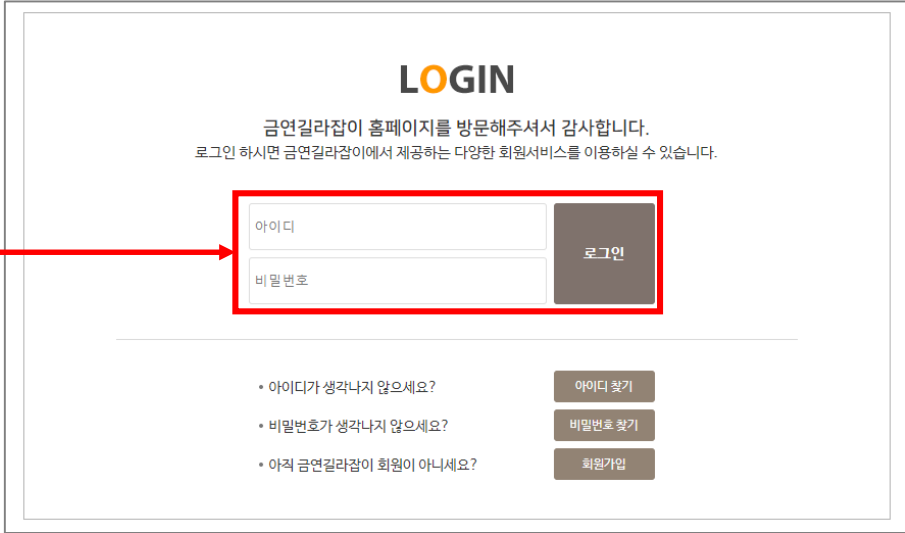 LOGIN
금연길라잡이 홈페이지를 방문해주셔서 감사합니다.
로그인 하시면 금연길라잡이에서 제공하는 다양한 회원서비스를 이용하실 수 있습니다.
아이디
비밀번호
로그인
• 아이디가 생각나지 않으세요? 아이디 찾기
• 비밀번호가 생각나지 않으세요? 비밀번호 찾기
• 아직 금연길라잡이 회원이 아니세요? 회원가입